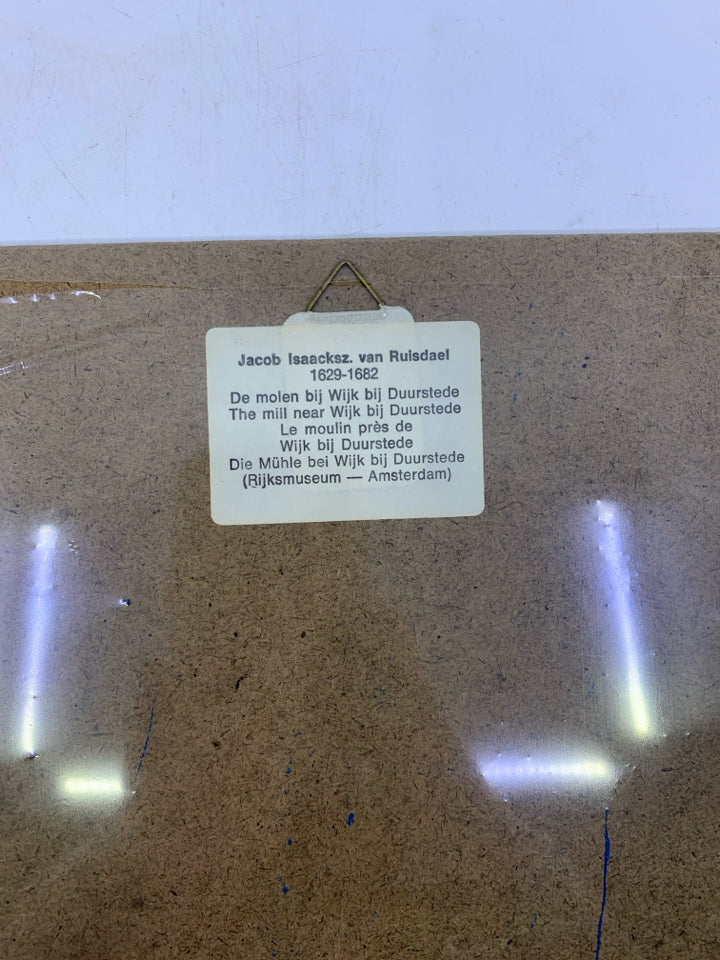 Jacob Isaacksz. van Ruisdael
1629-1682
De molen bij Wijk bij Duurstede
The mill near Wijk bij Duurstede
Le moulin près de
Wijk bij Duurstede
Die Mühle bei Wijk bij Duurstede
(Rijksmuseum — Amsterdam)